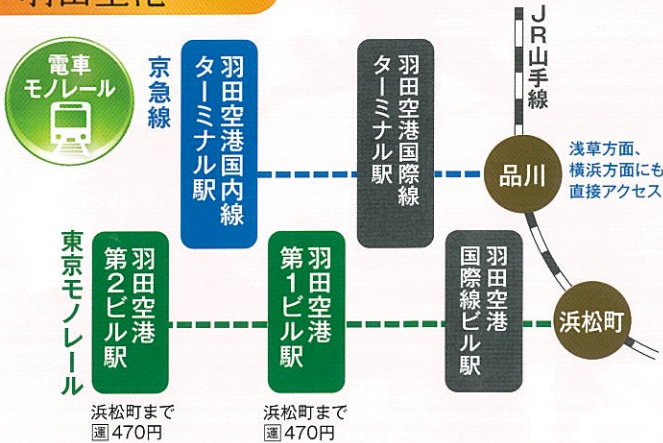 羽田空港
電車
モノレール
京急線
羽田空港国内線
ターミナル駅
羽田空港国際線
ターミナル駅
JR山手線
品川
浅草方面、
横浜方面にも
直接アクセス
東京モノレール
羽田空港
第2ビル駅
羽田空港
第1ビル駅
羽田空港
国際線ビル駅
浜松町
浜松町まで
運470円
浜松町まで
運470円